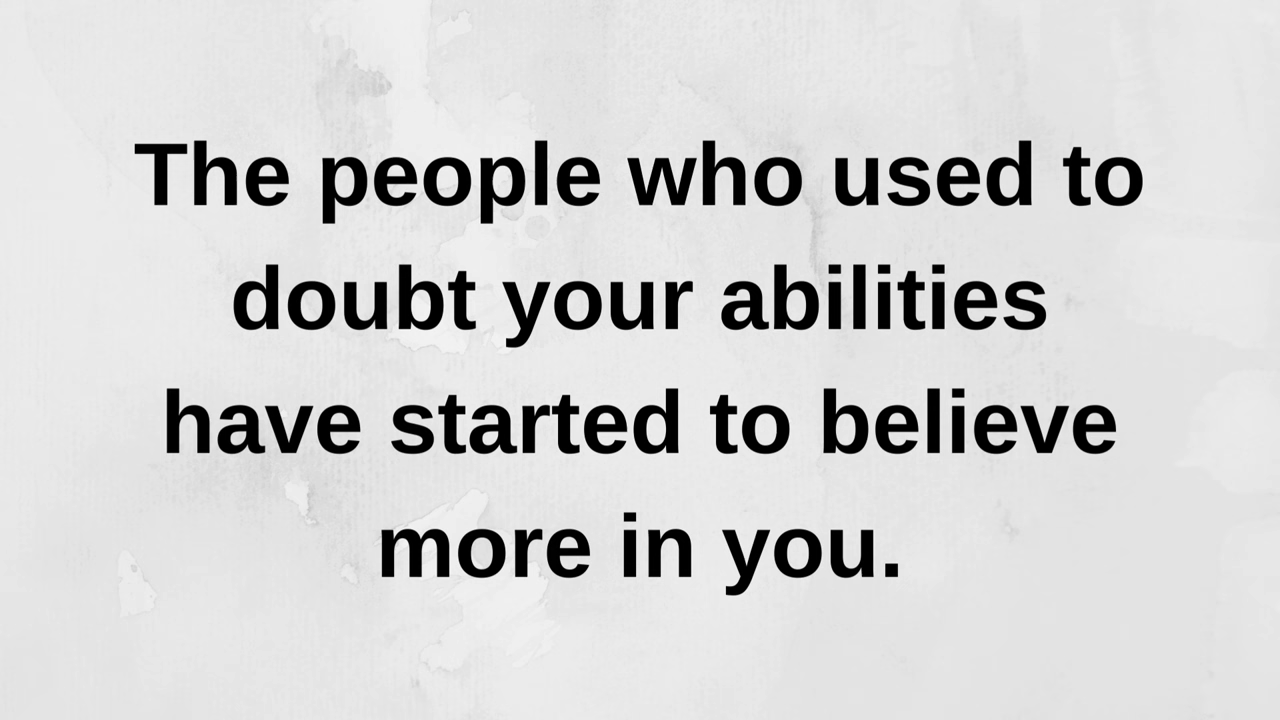 The people who used to
doubt your abilities
have started to believe
more in you.